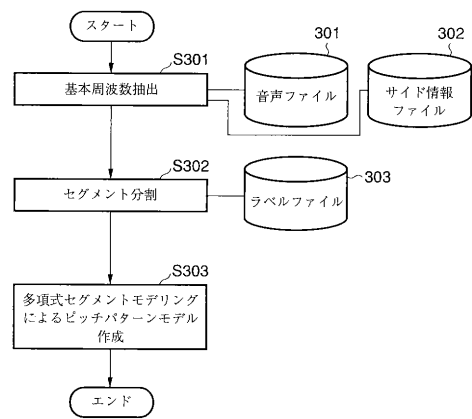 スタート
S301
基本周波数抽出
301
音声ファイル
302
サイド情報
ファイル
S302
セグメント分割
303
ラベルファイル
S303
多項式セグメントモデリング
によるピッチパターンモデル
作成
エンド